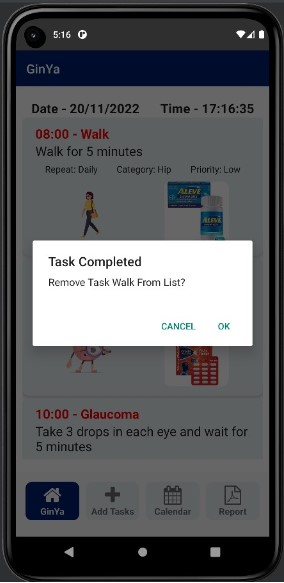 5:16
GinYa
Date - 20/11/2022 Time - 17:16:35
08:00 - Walk
Walk for 5 minutes
Repeat: Daily Category: Hip Priority: Low
ALEVE
ALEVE
Task Completed
Remove Task Walk From List?
CANCEL OK
10:00 - Glaucoma
Take 3 drops in each eye and wait for
5 minutes
GinYa Add Tasks Calendar Report